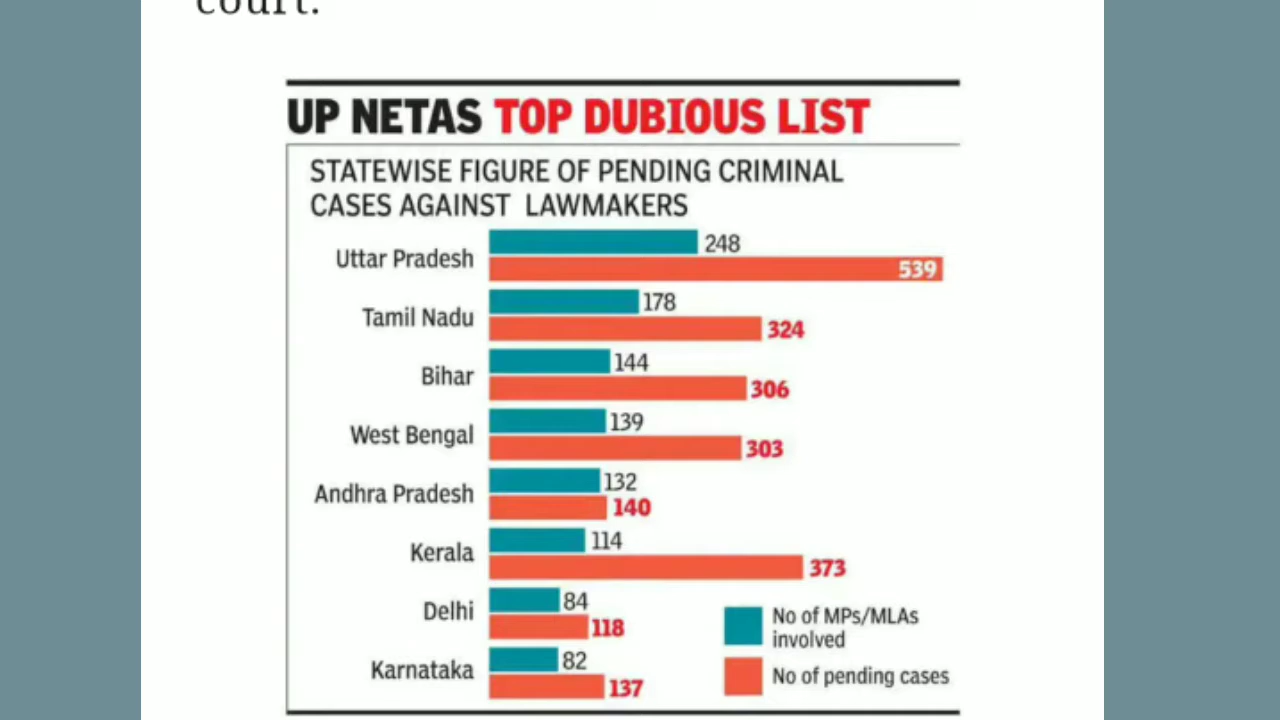 court.
UP NETAS TOP DUBIOUS LIST
STATEWISE FIGURE OF PENDING CRIMINAL
CASES AGAINST LAWMAKERS
Uttar Pradesh 248
539
Tamil Nadu 178
324
Bihar 144
306
West Bengal 139
303
Andhra Pradesh 132
140
Kerala 114
373
Delhi 84
118
Karnataka 82
137
No of MPs/MLAs
involved
No of pending cases